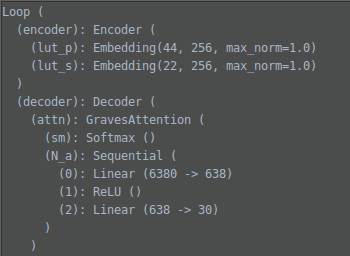 Loop (
  (encoder): Encoder (
    (lut_p): Embedding(44, 256, max_norm=1.0)
    (lut_s): Embedding(22, 256, max_norm=1.0)
  )
  (decoder): Decoder (
    (attn): GravesAttention (
      (sm): Softmax ()
      (N_a): Sequential (
        (0): Linear (6380 -> 638)
        (1): ReLU ()
        (2): Linear (638 -> 30)
      )
    )